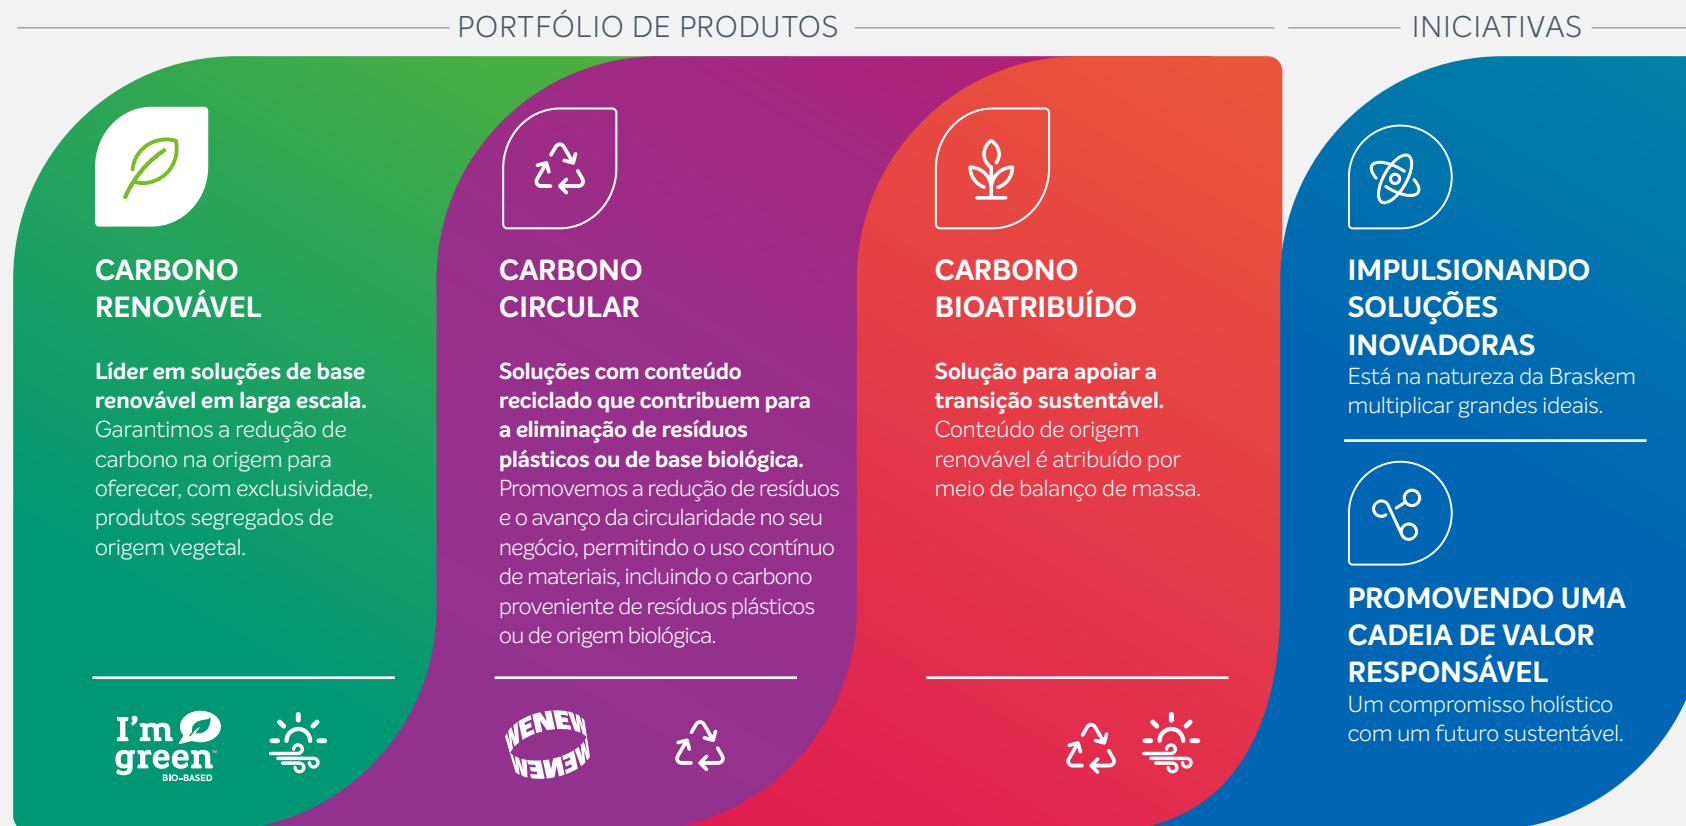 PORTFÓLIO DE PRODUTOS
INICIATIVAS
CARBONO
RENOVÁVEL
Líder em soluções de base
renovável em larga escala.
Garantimos a redução de
carbono na origem para
oferecer, com exclusividade,
produtos segregados de
origem vegetal.
I'm
green™
BIO-BASED
CARBONO
CIRCULAR
Soluções com conteúdo
reciclado que contribuem para
a eliminação de resíduos
plásticos ou de base biológica.
Promovemos a redução de resíduos
e o avanço da circularidade no seu
negócio, permitindo o uso contínuo
de materiais, incluindo o carbono
proveniente de resíduos plásticos
ou de origem biológica.
WENEW
WENEW
CARBONO
BIOATRIBUÍDO
Solução para apoiar a
transição sustentável.
Conteúdo de origem
renovável é atribuído por
meio de balanço de massa.
IMPULSIONANDO
SOLUÇÕES
INOVADORAS
Está na natureza da Braskem
multiplicar grandes ideais.
PROMOVENDO UMA
CADEIA DE VALOR
RESPONSÁVEL
Um compromisso holístico
com um futuro sustentável.